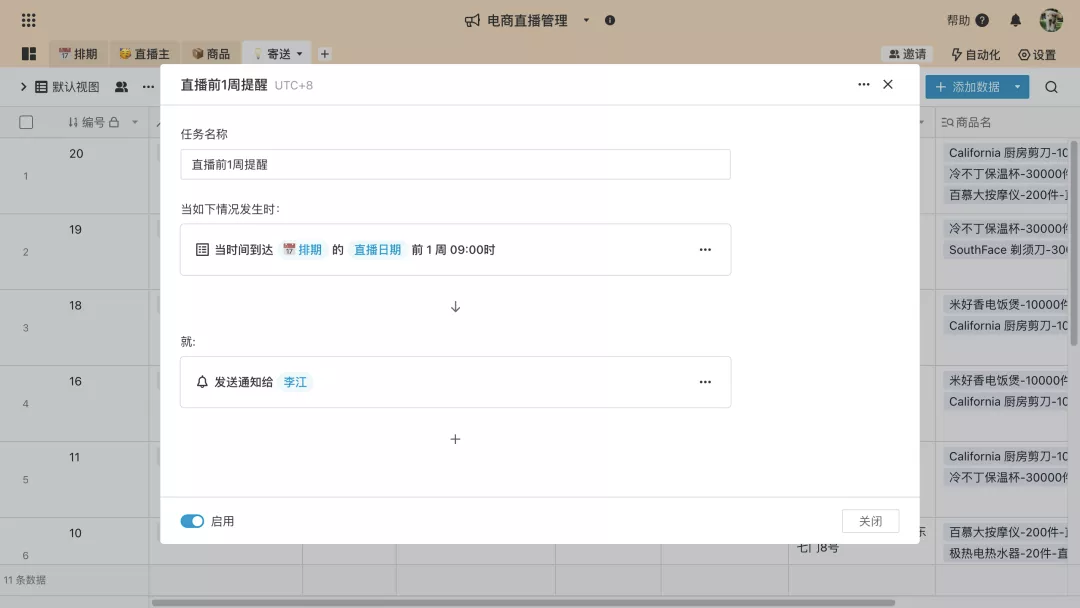 电商直播管理
帮助
排期
直播主
商品
寄送
邀请
自动化
设置
默认视图
添加数据
直播前1周提醒 UTC+8
任务名称
直播前1周提醒
当如下情况发生时:
当时间到达 排期 的 直播日期 前 1 周 09:00时
就:
发送通知给 李江
启用
关闭
编号
商品名
1
20
California 厨房剪刀-10
冷不丁保温杯-30000件
百慕大按摩仪-200件-
2
19
冷不丁保温杯-30000件
SouthFace 剃须刀-300
3
18
米好香电饭煲-10000件
California 厨房剪刀-10
4
16
米好香电饭煲-10000件
California 厨房剪刀-10
5
11
California 厨房剪刀-10
冷不丁保温杯-30000件
6
10
七门8号
百慕大按摩仪-200件-
极热电热水器-20件-直
11 条数据